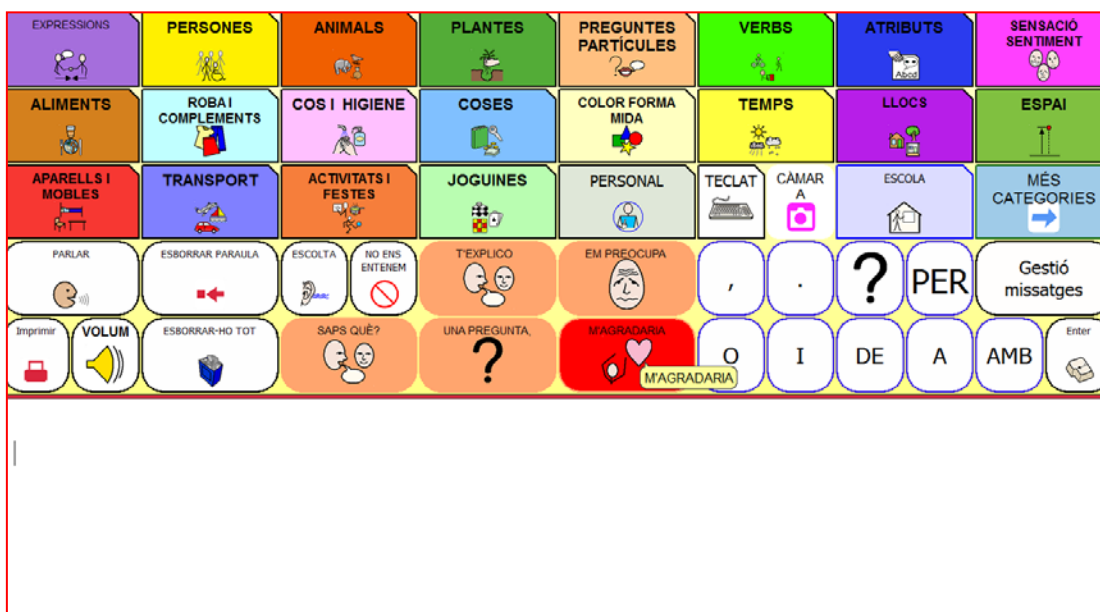 EXPRESSIONS
PERSONES
ANIMALS
PLANTES
PREGUNTES
PARTÍCULES
VERBS
ATRIBUTS
Abcd
SENSACIÓ
SENTIMENT
ALIMENTS
ROBA I
COMPLEMENTS
COS I HIGIENE
COSES
COLOR FORMA
MIDA
TEMPS
LLOCS
ESPAI
APARELLS I
MOBLES
TRANSPORT
ACTIVITATS I
FESTES
JOGUINES
PERSONAL
TECLAT
CÀMAR
A
ESCOLA
MÉS
CATEGORIES
PARLAR
ESBORRAR PARAULA
ESCOLTA
NO ENS
ENTENEM
T'EXPLICO
EM PREOCUPA
,
.
?
PER
Gestió
missatges
Imprimir
VOLUM
ESBORRAR-HO TOT
SAPS QUÈ?
UNA PREGUNTA,
?
M'AGRADARIA
M'AGRADARIA
O
I
DE
A
AMB
Enter